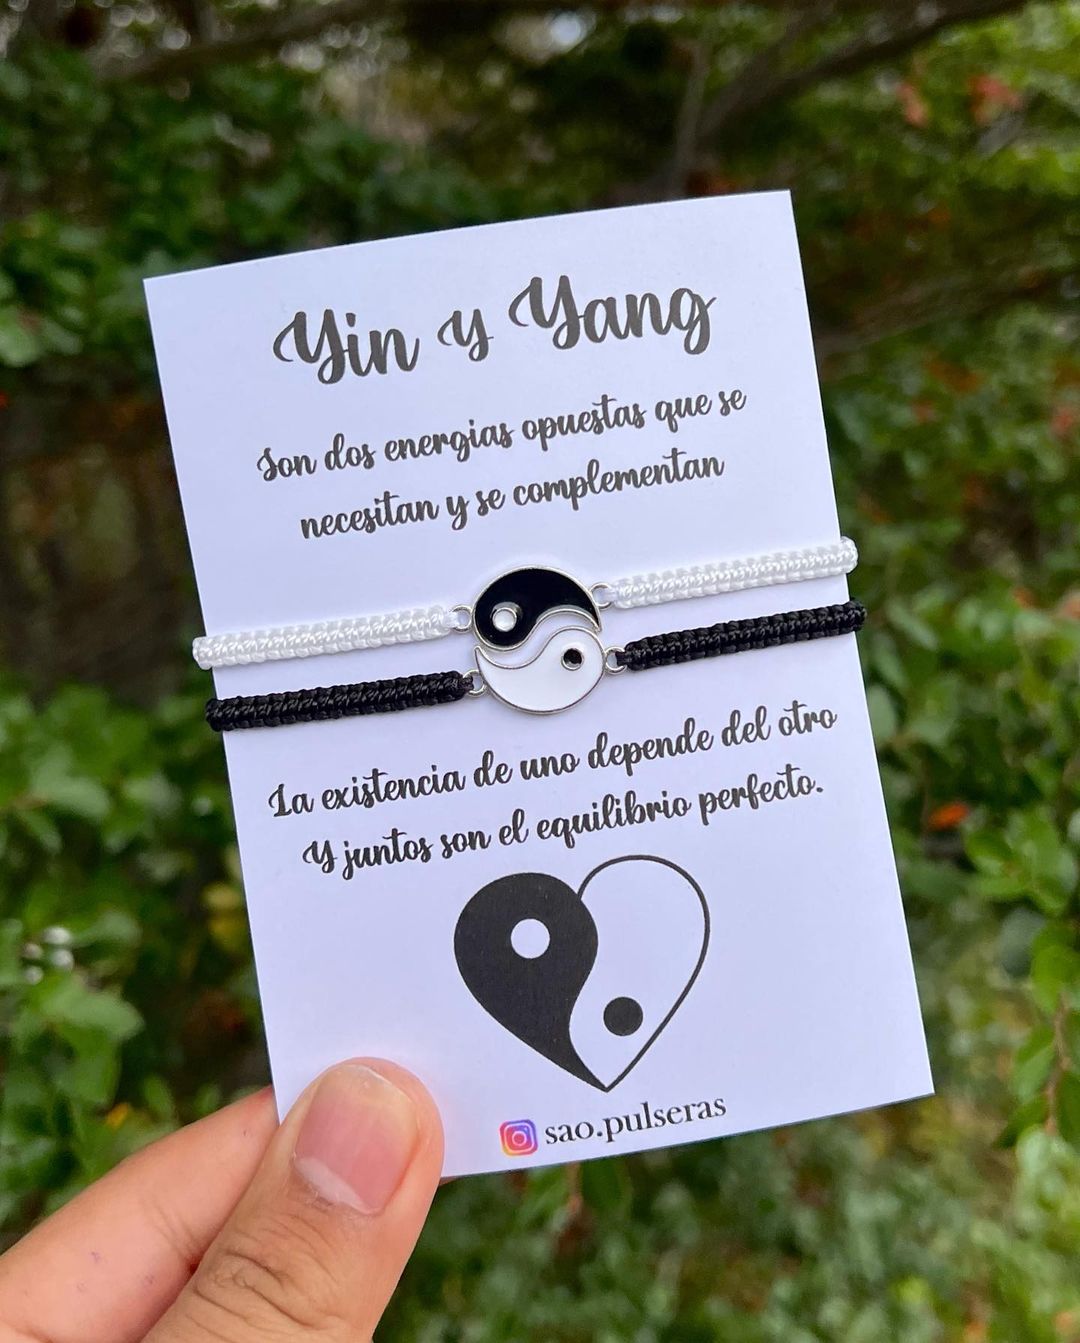 Yin y Yang
Son dos energias opuestas que se
necesitan y se complementan
La existencia de uno depende del otro
Y juntos son el equilibrio perfecto.
sao.pulseras